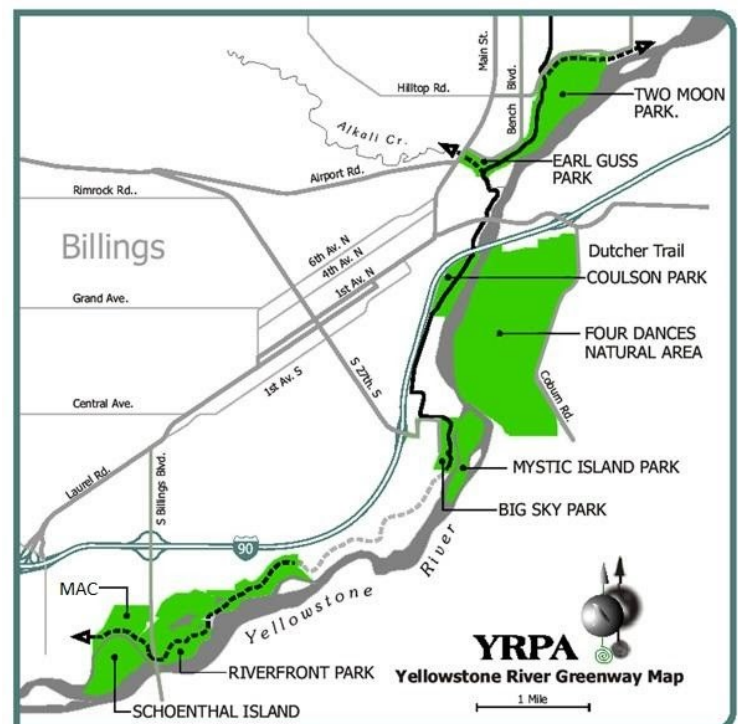 Main St.
Bench Blvd.
Hilltop Rd.
TWO MOON
PARK.
Alkali Cr.
EARL GUSS
PARK
Airport Rd.
Rimrock Rd..
Billings
6th Av. N
4th Av. N
1st Av. N
Dutcher Trail
COULSON PARK
Grand Ave.
FOUR DANCES
NATURAL AREA
S 27th. S
1st Av. S
Coburn Rd.
Central Ave.
Laurel Rd.
S Billings Blvd.
MYSTIC ISLAND PARK
BIG SKY PARK
90
Yellowstone River
MAC
RIVERFRONT PARK
SCHOENTHAL ISLAND
YRPA
Yellowstone River Greenway Map
1 Mile